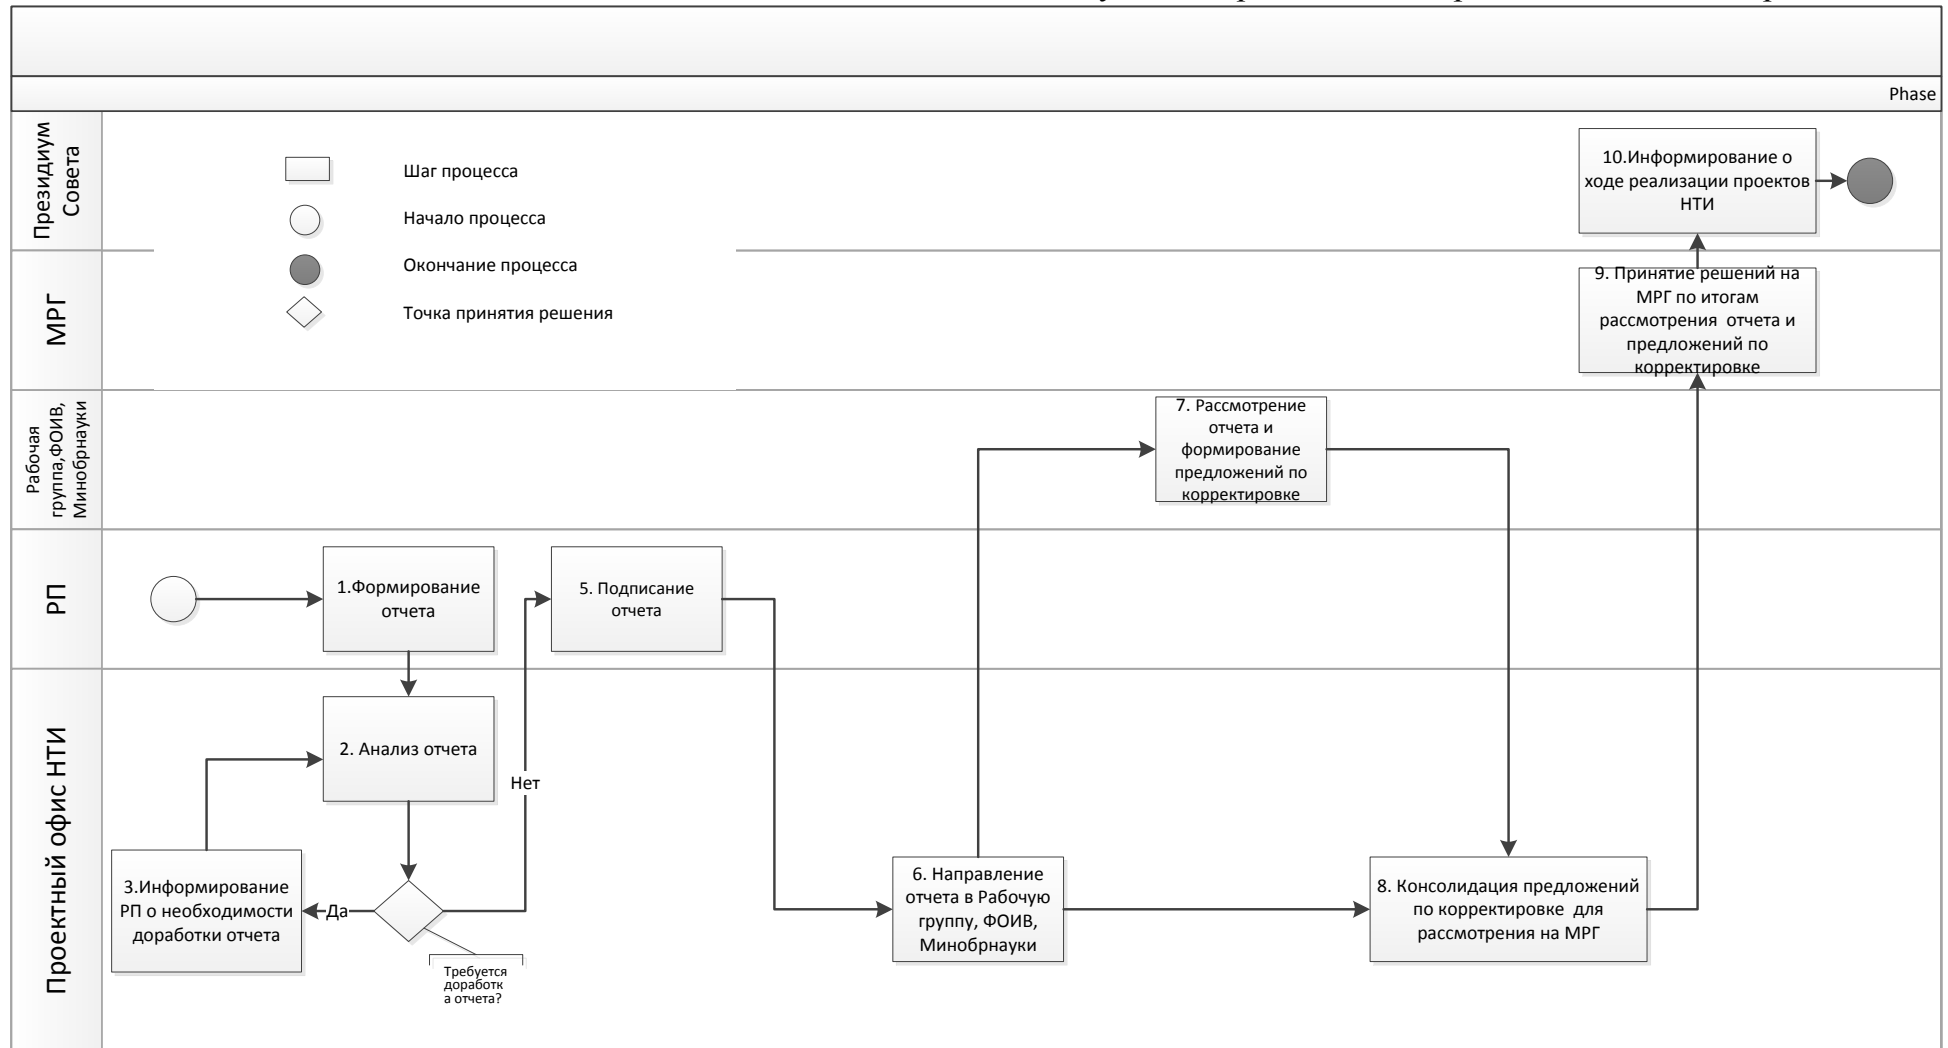 Phase
Президиум
Совета
Шаг процесса
Начало процесса
Окончание процесса
Точка принятия решения
10.Информирование о
ходе реализации проектов
НТИ
МРГ
9. Принятие решений на
МРГ по итогам
рассмотрения отчета и
предложений по
корректировке
Рабочая
группа,ФОИВ,
Минобрнауки
7. Рассмотрение
отчета и
формирование
предложений по
корректировке
РП
1.Формирование
отчета
5. Подписание
отчета
Проектный офис НТИ
2. Анализ отчета
Нет
3.Информирование
РП о необходимости
доработки отчета
Да
Требуется
доработк
а отчета?
6. Направление
отчета в Рабочую
группу, ФОИВ,
Минобрнауки
8. Консолидация предложений
по корректировке для
рассмотрения на МРГ